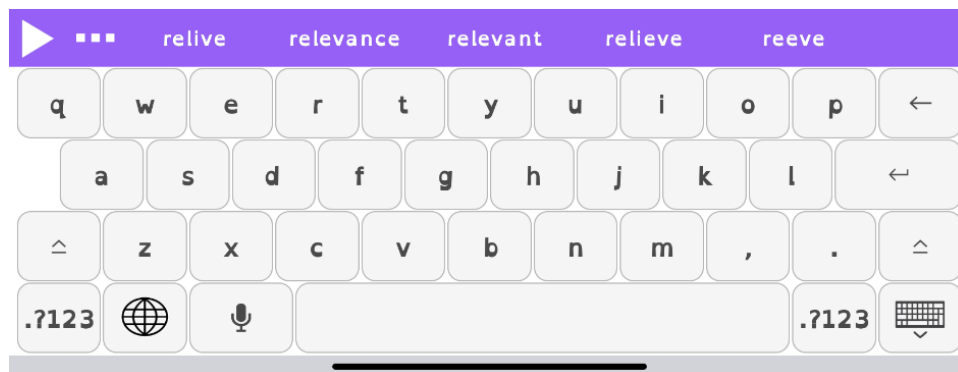 relive relevance relevant relieve reeve
q w e r t y u i o p
a s d f g h j k l
z x c v b n m , .
.?123 .?123